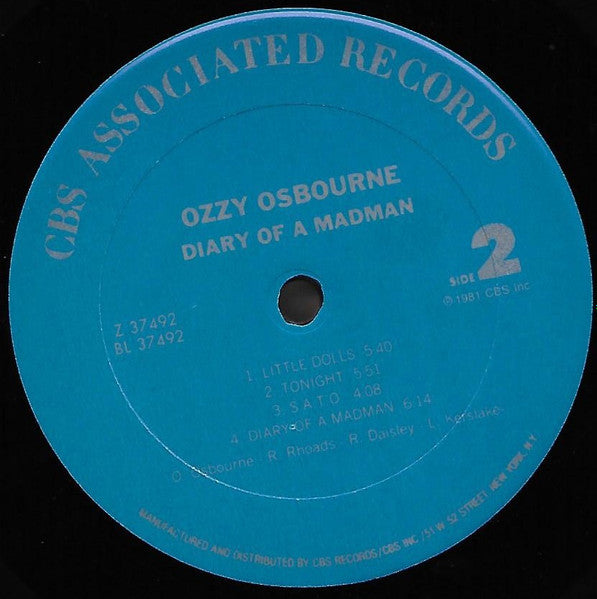 CBS ASSOCIATED RECORDS
OZZY OSBOURNE
DIARY OF A MADMAN
SIDE 2
© 1981 CBS Inc
Z 37492
BL 37492
1. LITTLE DOLLS 5:40
2. TONIGHT 5:51
3. S A T O 4:08
4. DIARY OF A MADMAN 6:14
O. Osbourne - R. Rhoads - R. Daisley - L. Kerslake
MANUFACTURED AND DISTRIBUTED BY CBS RECORDS/CBS INC./51 W. 52 STREET NEW YORK, NY